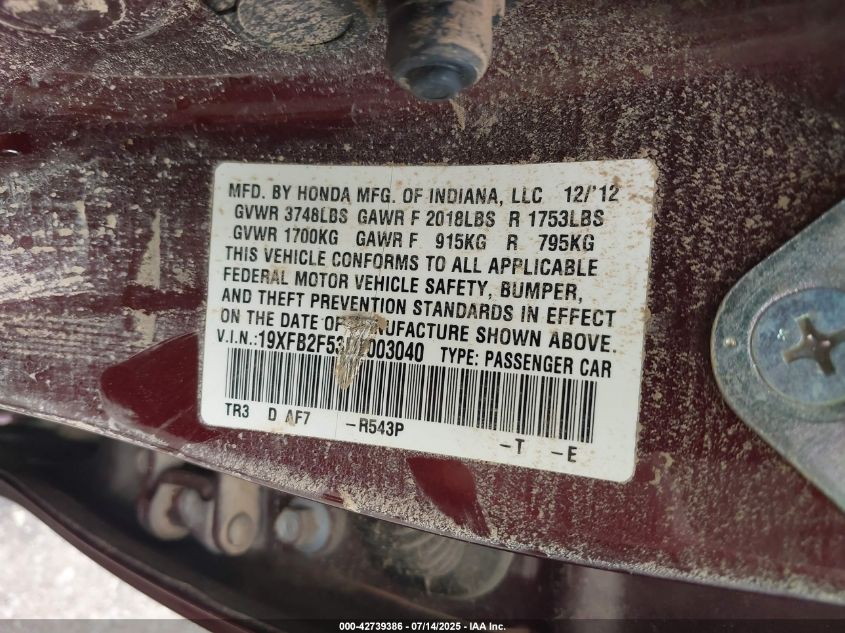 MFD. BY HONDA MFG. OF INDIANA, LLC 12/'12
GVWR 3748LBS GAWR F 2018LBS R 1753LBS
GVWR 1700KG GAWR F 915KG R 795KG
THIS VEHICLE CONFORMS TO ALL APPLICABLE
FEDERAL MOTOR VEHICLE SAFETY, BUMPER,
AND THEFT PREVENTION STANDARDS IN EFFECT
ON THE DATE OF MANUFACTURE SHOWN ABOVE.
V.I.N.: TYPE: PASSENGER CAR
TR3 D AF7 -R543P -T -E
000-42739386 - 07/14/2025 - IAA Inc.